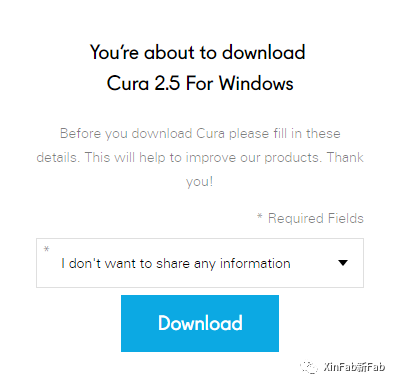 You're about to download
Cura 2.5 For Windows
Before you download Cura please fill in these
details. This will help to improve our products. Thank
you!
* Required Fields
*
I don't want to share any information
Download
XinFab新Fab